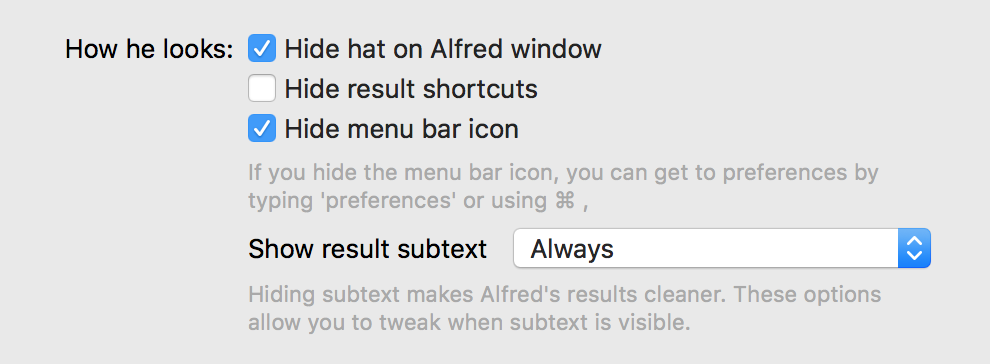 How he looks: Hide hat on Alfred window
Hide result shortcuts
Hide menu bar icon
If you hide the menu bar icon, you can get to preferences by
typing 'preferences' or using ⌘ ,
Show result subtext Always
Hiding subtext makes Alfred's results cleaner. These options
allow you to tweak when subtext is visible.